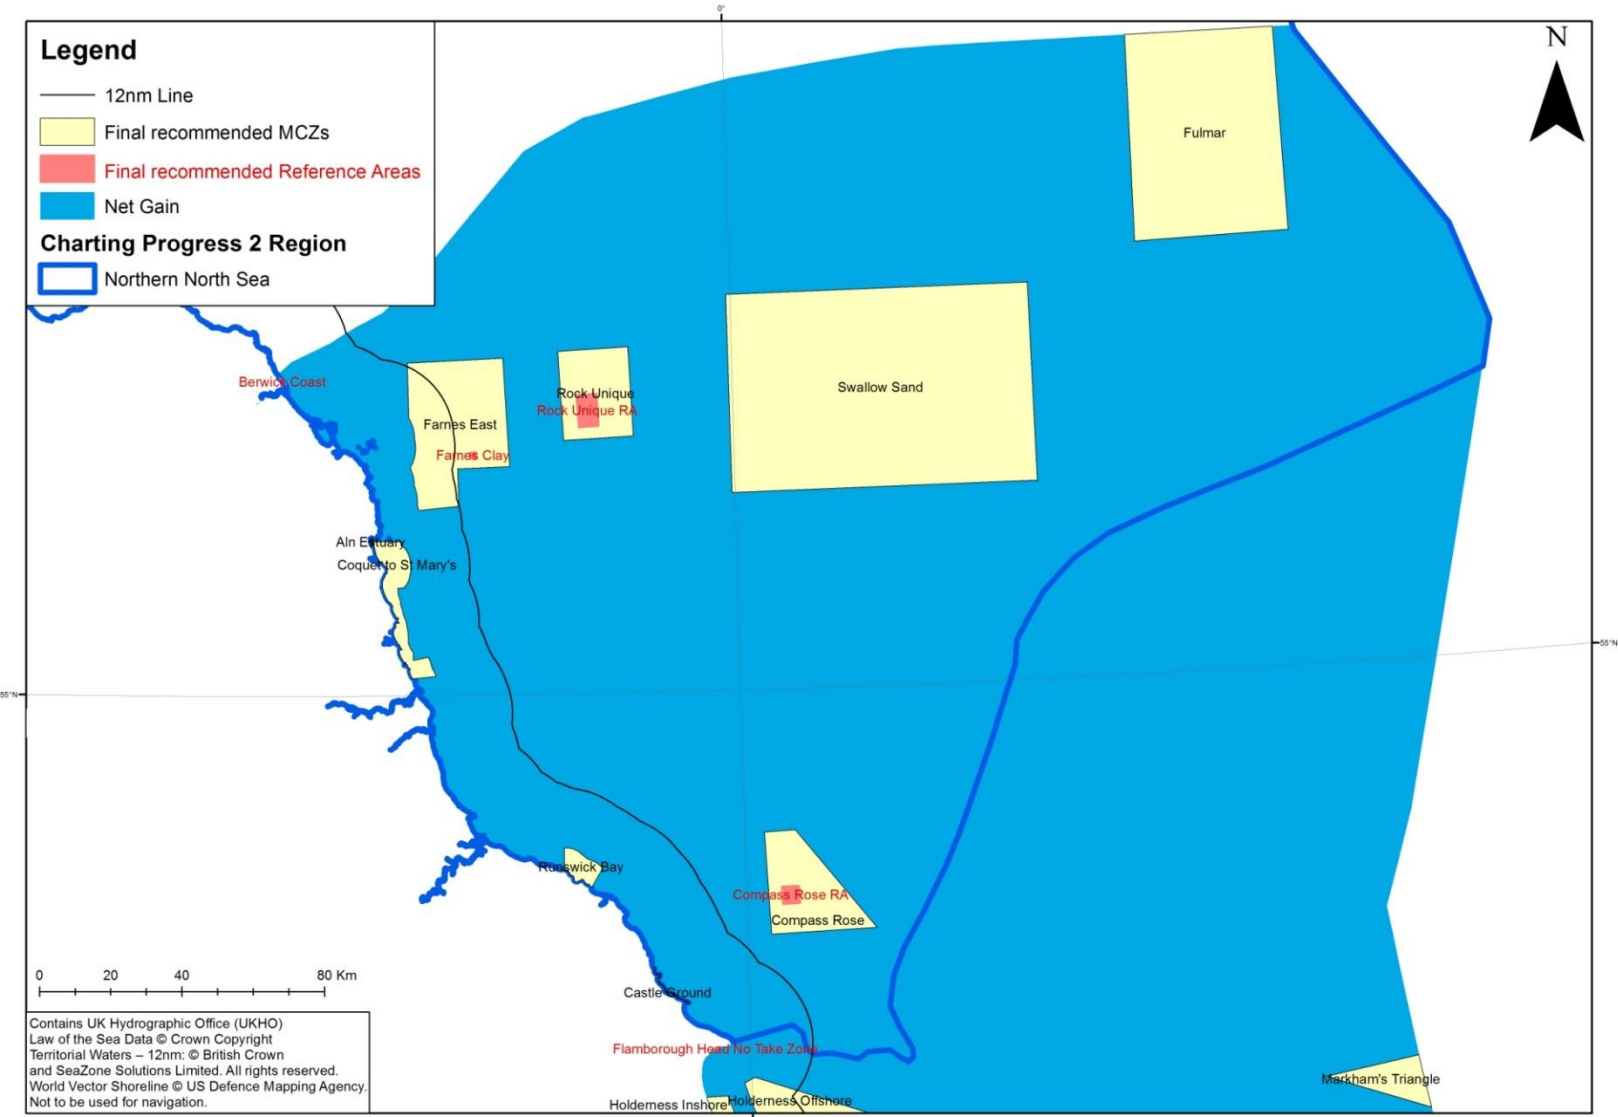 0°
Legend
12nm Line
Final recommended MCZs
Final recommended Reference Areas
Net Gain
Charting Progress 2 Region
Northern North Sea
N
Fulmar
Swallow Sand
Berwick Coast
Rock Unique
Rock Unique RA
Farnes East
Farnes Clay
Aln Estuary
Coquet to St Mary's
55°N
55°N
Runswick Bay
Compass Rose RA
Compass Rose
Castle Ground
0 20 40 80 Km
Contains UK Hydrographic Office (UKHO)
Law of the Sea Data © Crown Copyright
Territorial Waters – 12nm: © British Crown
and SeaZone Solutions Limited. All rights reserved.
World Vector Shoreline © US Defence Mapping Agency.
Not to be used for navigation.
Flamborough Head No Take Zone
Markham's Triangle
Holderness Inshore
Holderness Offshore